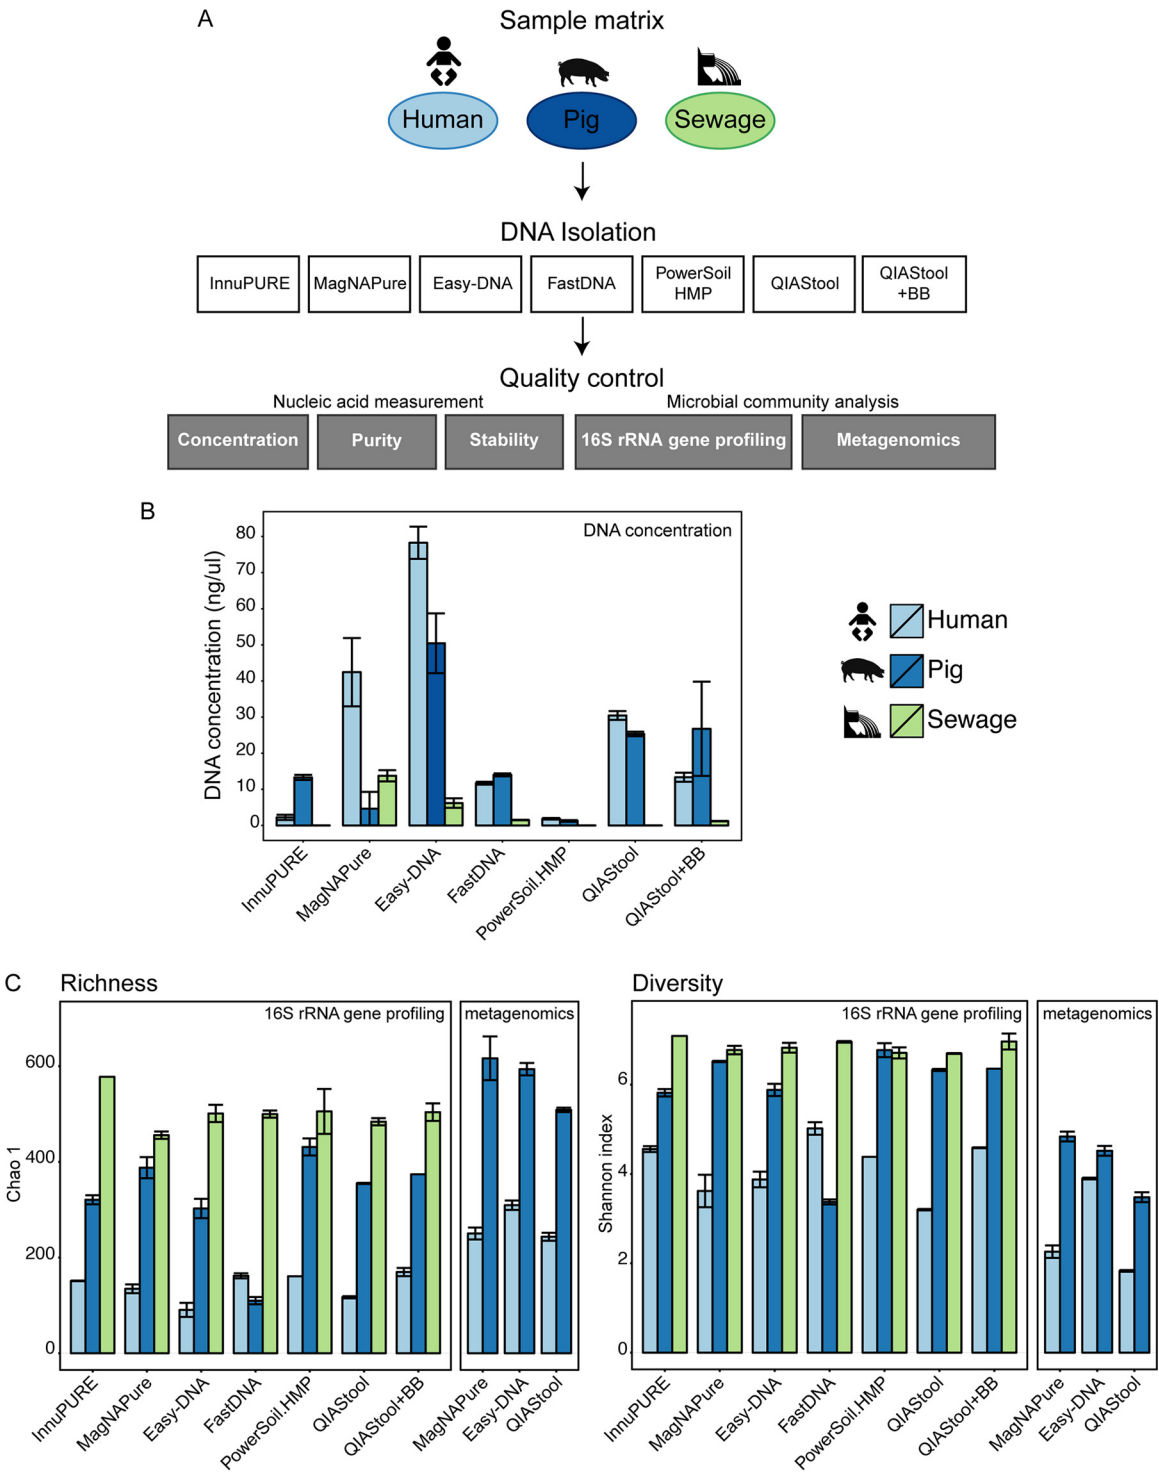 A
Sample matrix
Human
Pig
Sewage
DNA Isolation
InnuPURE
MagNAPure
Easy-DNA
FastDNA
PowerSoil
HMP
QIAStool
QIAStool
+BB
Quality control
Nucleic acid measurement
Microbial community analysis
Concentration
Purity
Stability
16S rRNA gene profiling
Metagenomics
B
DNA concentration
DNA concentration (ng/ul)
80
70
60
50
40
30
20
10
0
InnuPURE
MagNAPure
Easy-DNA
FastDNA
PowerSoil.HMP
QIAStool
QIAStool+BB
Human
Pig
Sewage
C
Richness
16S rRNA gene profiling
metagenomics
Chao 1
600
400
200
0
InnuPURE
MagNAPure
Easy-DNA
FastDNA
PowerSoil.HMP
QIAStool
QIAStool+BB
MagNAPure
Easy-DNA
QIAStool
Diversity
16S rRNA gene profiling
metagenomics
Shannon index
6
4
2
0
InnuPURE
MagNAPure
Easy-DNA
FastDNA
PowerSoil.HMP
QIAStool
QIAStool+BB
MagNAPure
Easy-DNA
QIAStool